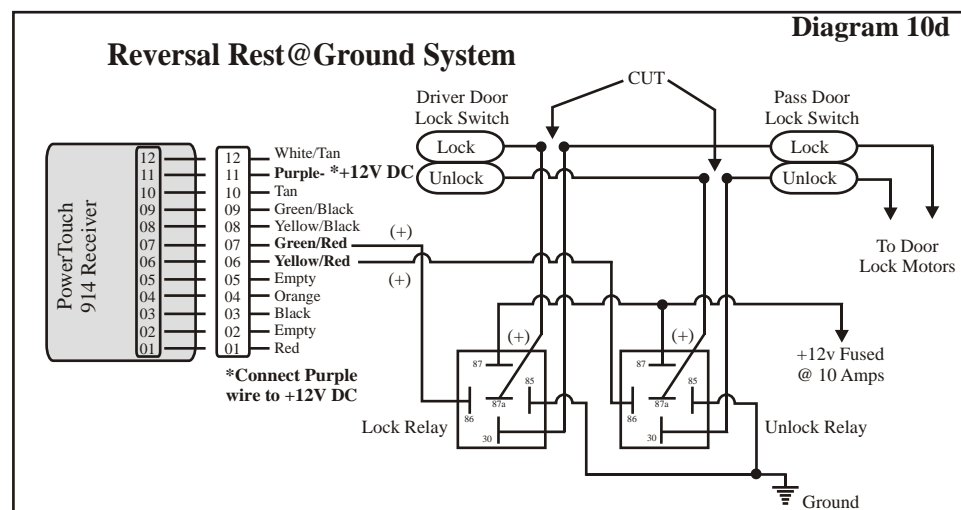 Diagram 10d
Reversal Rest@Ground System
CUT
Driver Door
Lock Switch
Pass Door
Lock Switch
Lock
Unlock
Lock
Unlock
To Door
Lock Motors
PowerTouch
914 Receiver
12 12 White/Tan
11 11 Purple- *+12V DC
10 10 Tan
09 09 Green/Black
08 08 Yellow/Black
07 07 Green/Red (+)
06 06 Yellow/Red (+)
05 05 Empty
04 04 Orange
03 03 Black
02 02 Empty
01 01 Red
*Connect Purple
wire to +12V DC
(+)
87
85
87a
86
30
Lock Relay
(+)
87
85
87a
86
30
Unlock Relay
+12v Fused
@ 10 Amps
Ground